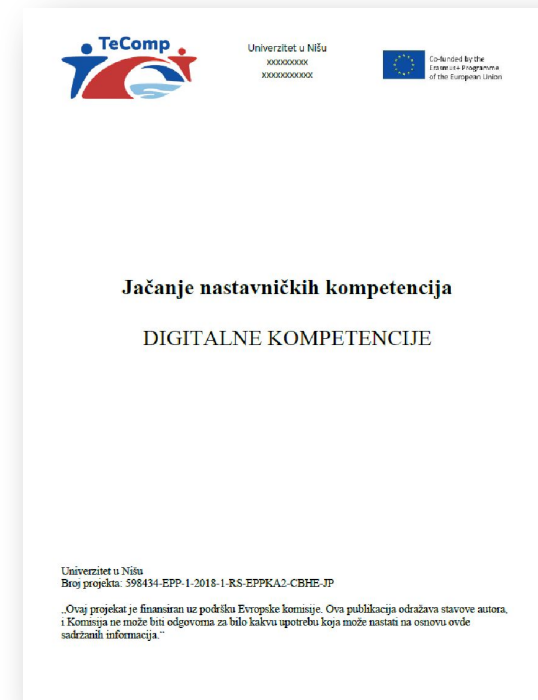 TeComp
Univerzitet u Nišu
xxxxxxxxx
xxxxxxxxxxx
Co-funded by the
Erasmus+ Programme
of the European Union
Jačanje nastavničkih kompetencija
DIGITALNE KOMPETENCIJE
Univerzitet u Nišu
Broj projekta: 598434-EPP-1-2018-1-RS-EPPKA2-CBHE-JP
„Ovaj projekat je finansiran uz podršku Evropske komisije. Ova publikacija odražava stavove autora,
i Komisija ne može biti odgovorna za bilo kakvu upotrebu koja može nastati na osnovu ovde
sadržanih informacija.“